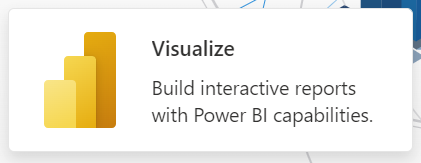 Visualize
Build interactive reports
with Power BI capabilities.